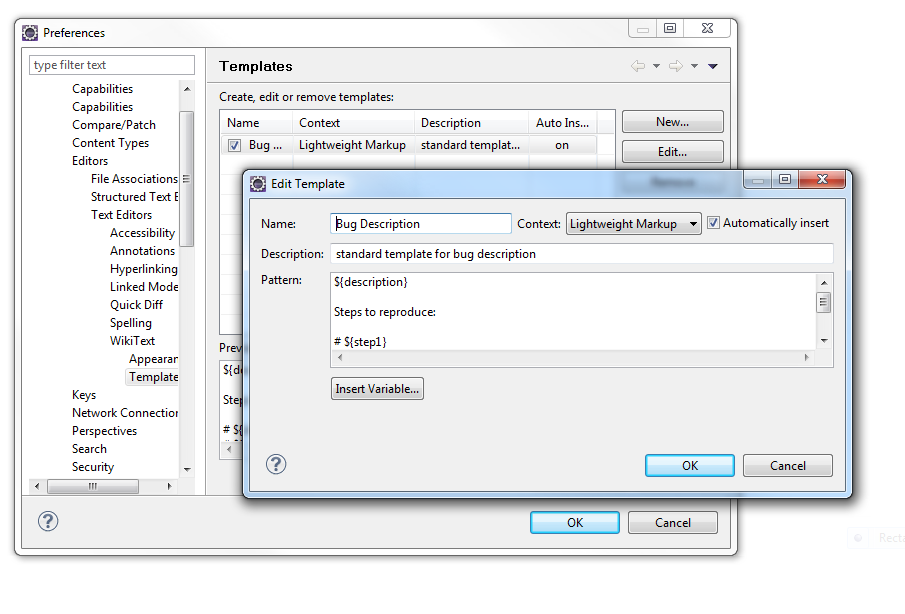 Preferences
type filter text
Capabilities
Capabilities
Compare/Patch
Content Types
Editors
File Associations
Structured Text E
Text Editors
Accessibility
Annotations
Hyperlinking
Linked Mode
Quick Diff
Spelling
WikiText
Appearan
Template
Keys
Network Connection
Perspectives
Search
Security
Templates
Create, edit or remove templates:
Name Context Description Auto Ins...
Bug ... Lightweight Markup standard templat... on
New...
Edit...
Remove
Prev
${de
Step
# ${
OK Cancel
Edit Template
Name: Bug Description Context: Lightweight Markup Automatically insert
Description: standard template for bug description
Pattern: ${description}
Steps to reproduce:
# ${step1}
Insert Variable...
OK Cancel